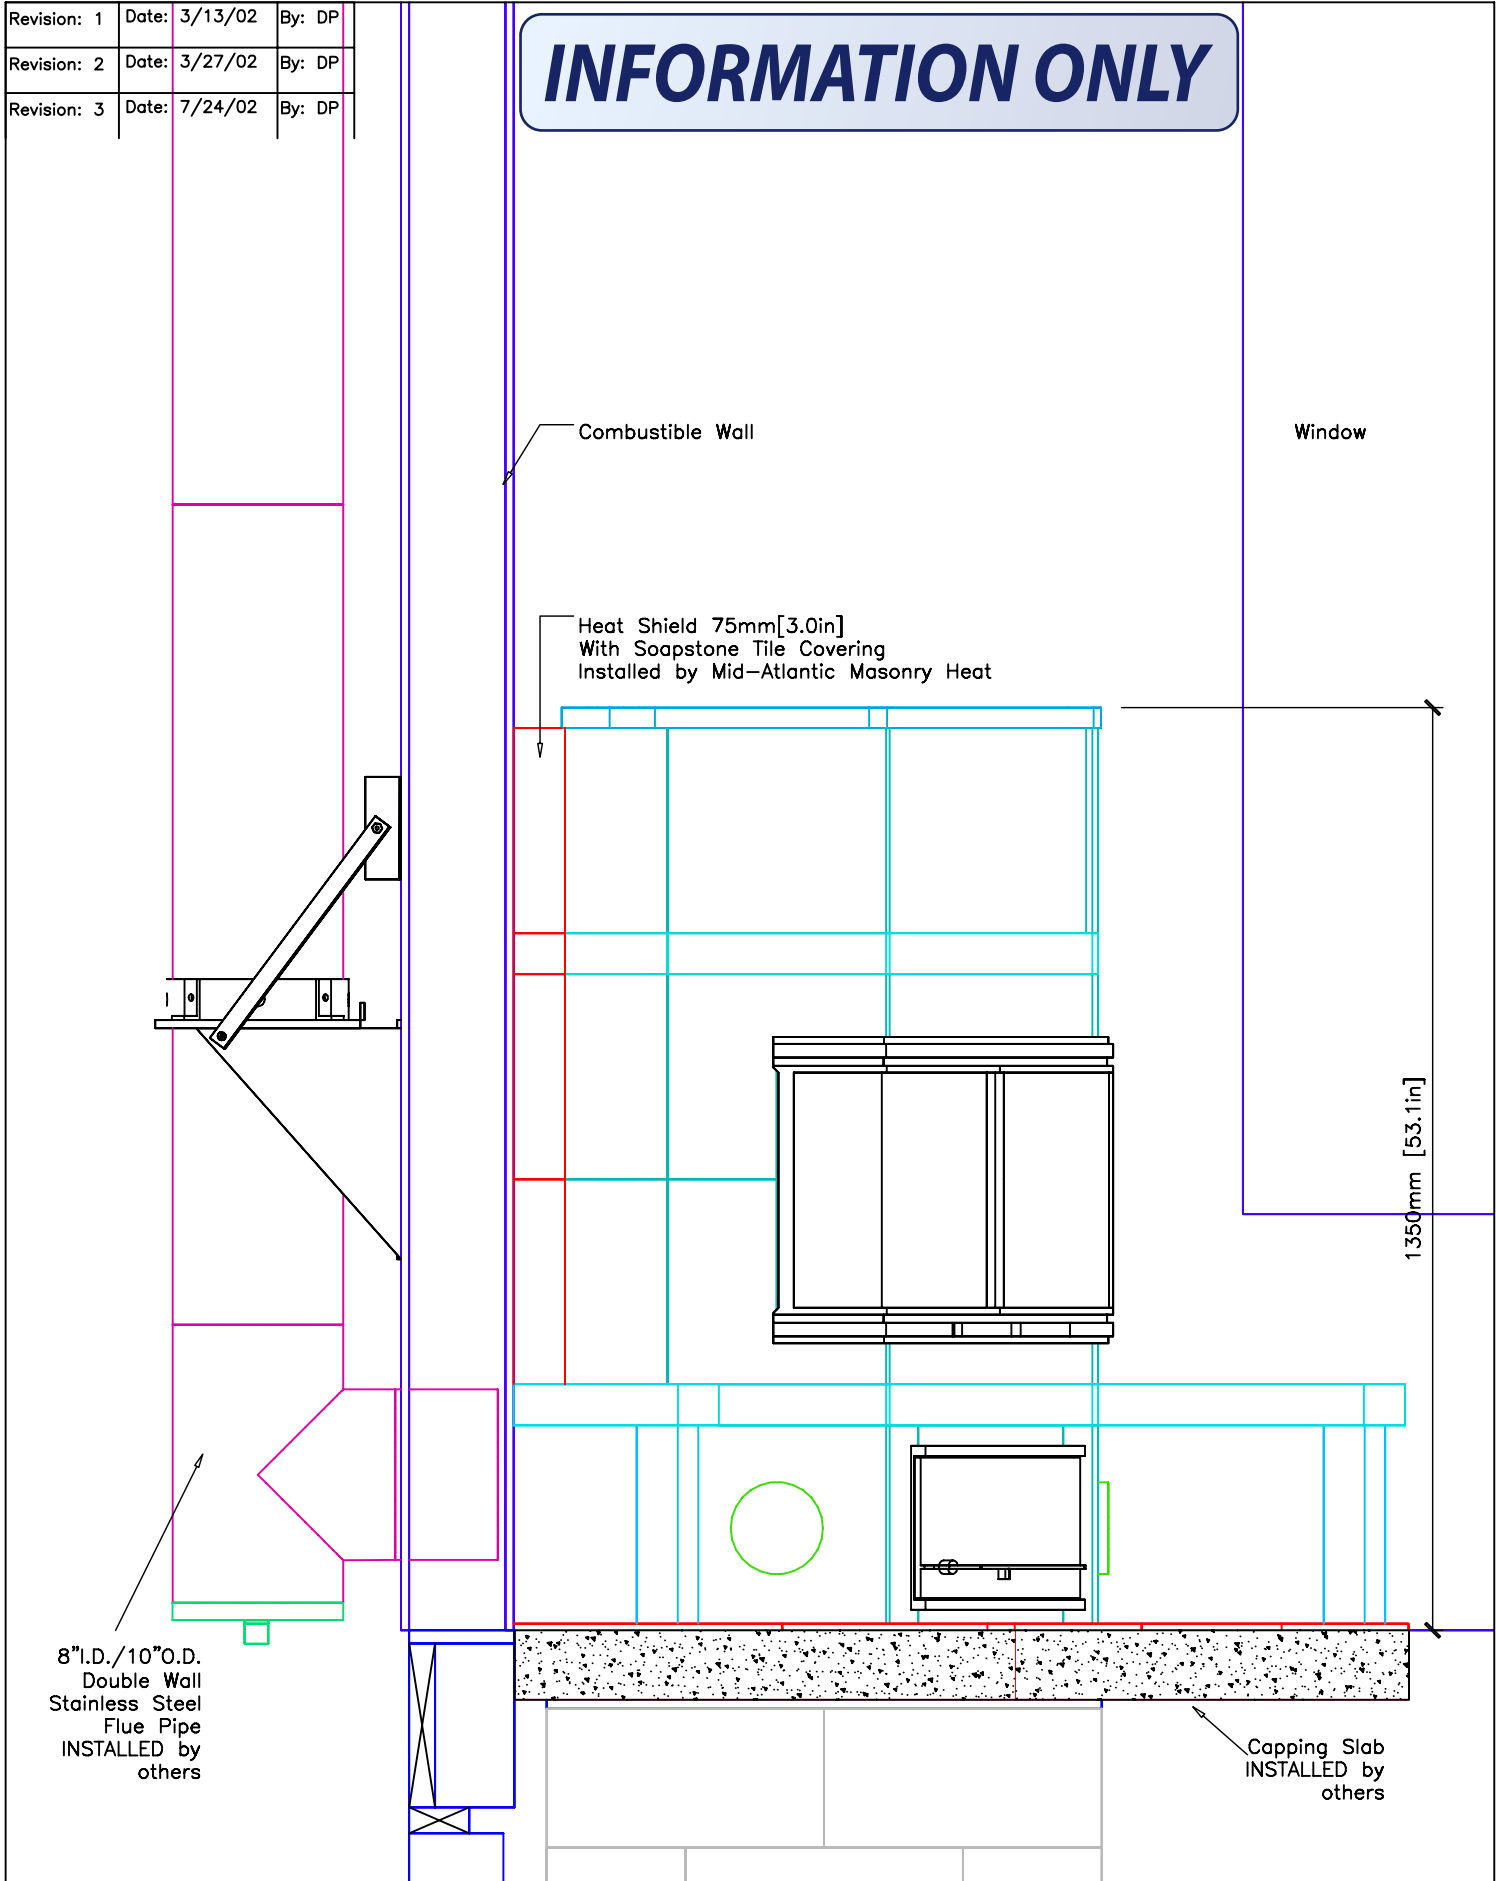 Revision: 1 Date: 3/13/02 By: DP
Revision: 2 Date: 3/27/02 By: DP
Revision: 3 Date: 7/24/02 By: DP
INFORMATION ONLY
Combustible Wall
Window
Heat Shield 75mm[3.0in]
With Soapstone Tile Covering
Installed by Mid-Atlantic Masonry Heat
1350mm [53.1in]
8"I.D./10"O.D.
Double Wall
Stainless Steel
Flue Pipe
INSTALLED by
others
Capping Slab
INSTALLED by
others